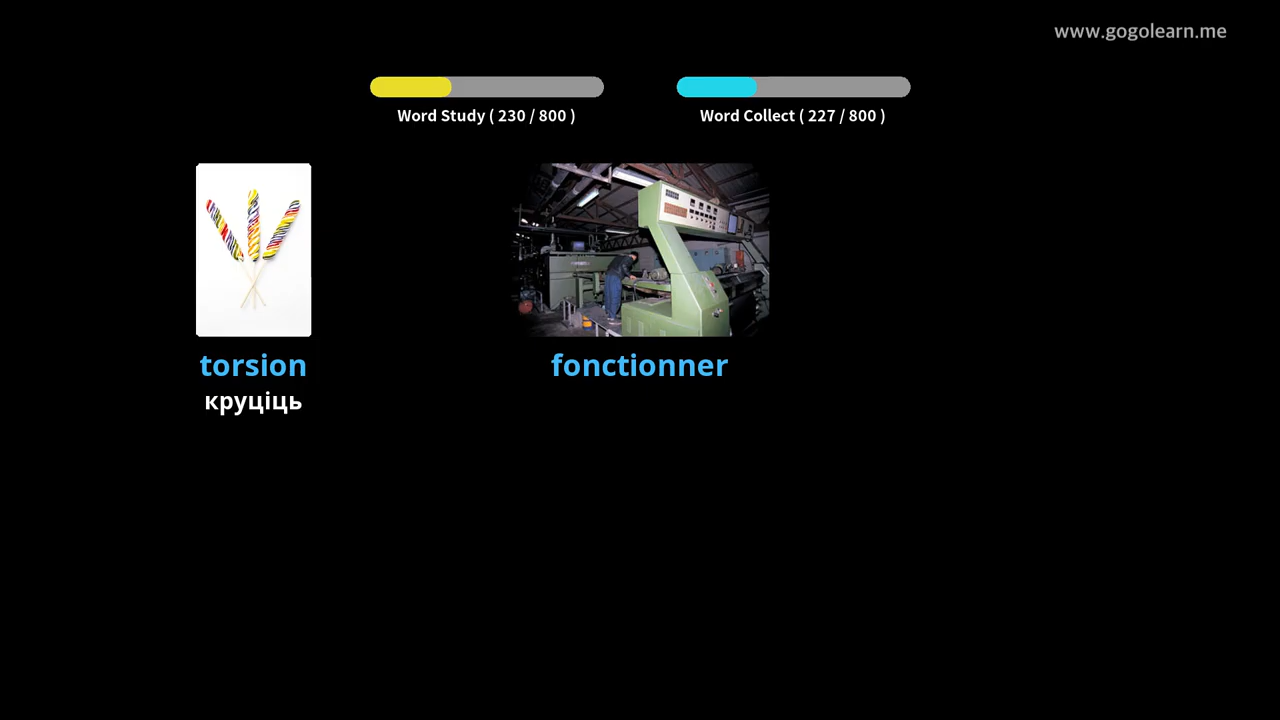 www.gogolearn.me
Word Study ( 230 / 800 )
Word Collect ( 227 / 800 )
torsion
fonctionner
круціць